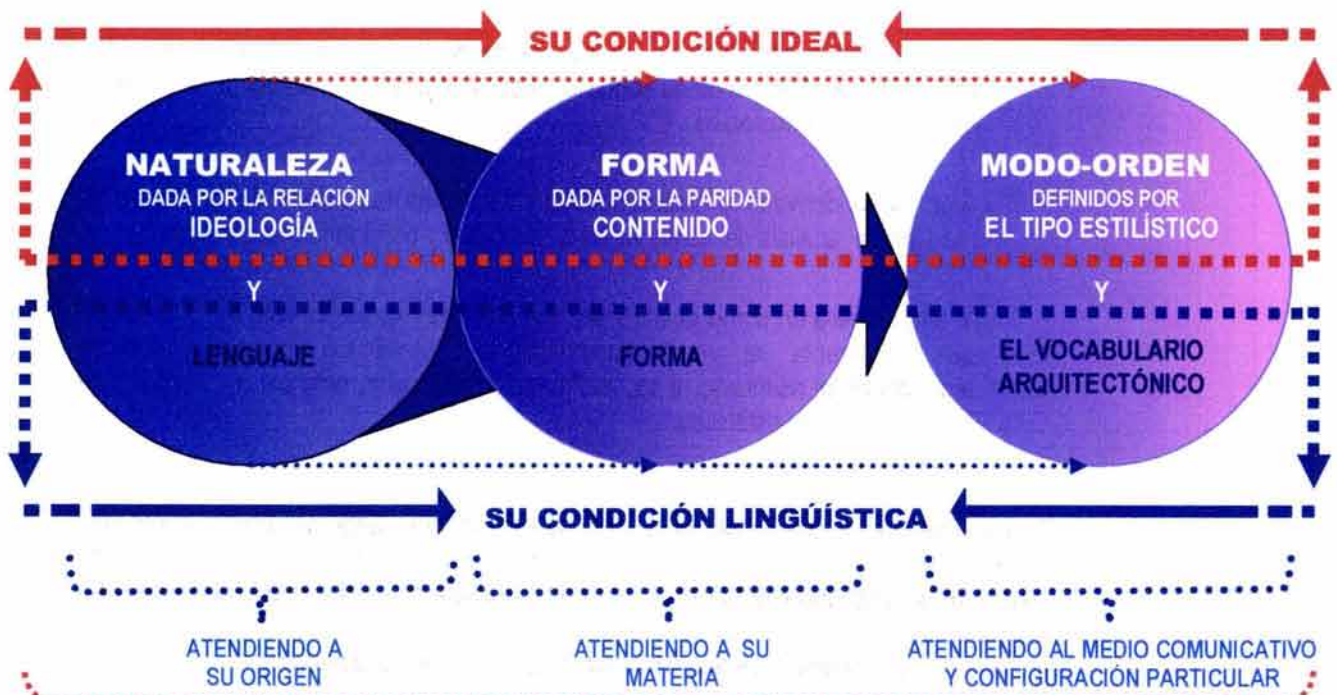 SU CONDICIÓN IDEAL
NATURALEZA
DADA POR LA RELACIÓN
IDEOLOGÍA
Y
LENGUAJE
FORMA
DADA POR LA PARIDAD
CONTENIDO
Y
FORMA
MODO-ORDEN
DEFINIDOS POR
EL TIPO ESTILÍSTICO
Y
EL VOCABULARIO
ARQUITECTÓNICO
SU CONDICIÓN LINGÚÍSTICA
ATENDIENDO A
SU ORIGEN
ATENDIENDO A SU
MATERIA
ATENDIENDO AL MEDIO COMUNICATIVO
Y CONFIGURACIÓN PARTICULAR